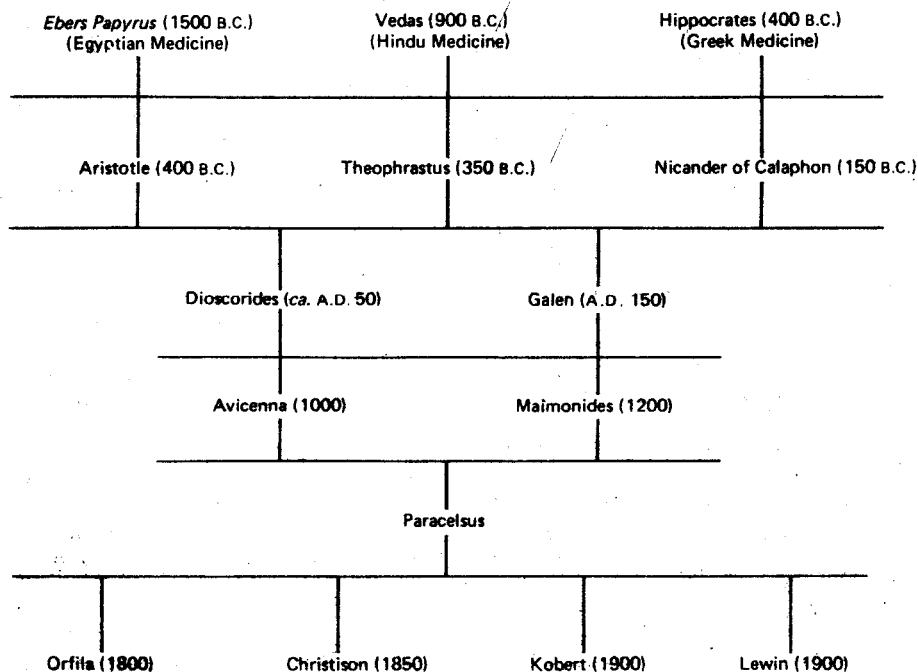 Ebers Papyrus (1500 B.C.)
(Egyptian Medicine)
Vedas (900 B.C.)
(Hindu Medicine)
Hippocrates (400 B.C.)
(Greek Medicine)
Aristotle (400 B.C.)
Theophrastus (350 B.C.)
Nicander of Calaphon (150 B.C.)
Dioscorides (ca. A.D. 50)
Galen (A.D. 150)
Avicenna (1000)
Maimonides (1200)
Paracelsus
Orfila (1800)
Christison (1850)
Kobert (1900)
Lewin (1900)